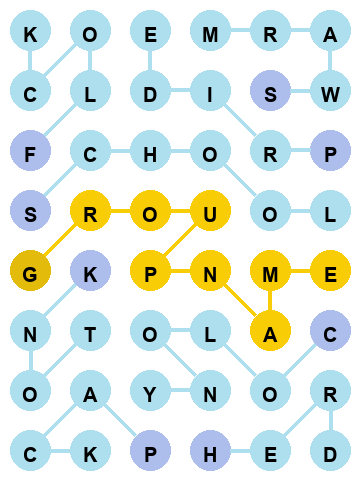 K O E M R A
C L D I S W
F C H O R P
S R O U O L
G K P N M E
N T O L A C
O A Y N O R
C K P H E D